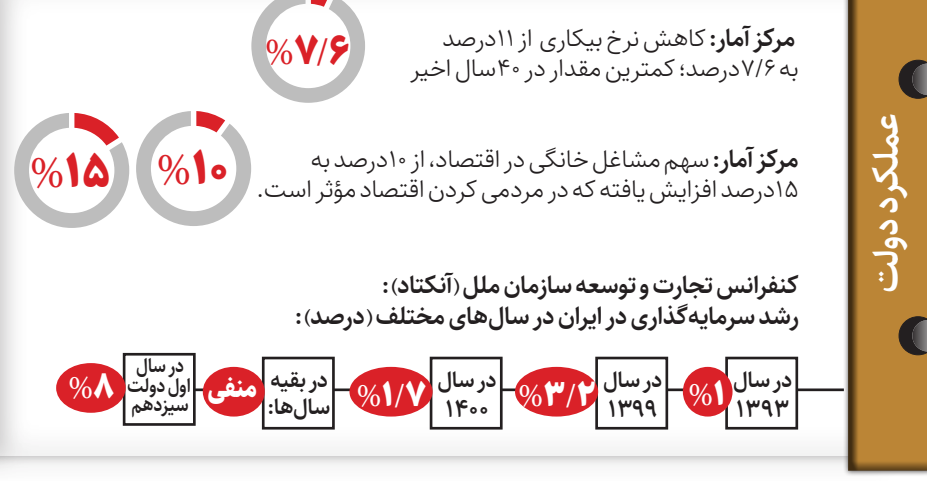 مرکز آمار: کاهش نرخ بیکاری از ۱۱درصد
به ۷/۶درصد؛ کمترین مقدار در ۴۰سال اخیر
%۷/۶
مرکز آمار: سهم مشاغل خانگی در اقتصاد، از ۱۰درصد به
۱۵درصد افزایش یافته که در مردمی کردن اقتصاد مؤثر است.
%۱۰
%۱۵
کنفرانس تجارت و توسعه سازمان ملل (آنکتاد):
رشد سرمایه‌گذاری در ایران در سال‌های مختلف (درصد):
در سال
۱۳۹۳
%۱
در سال
۱۳۹۹
%۳/۲
در سال
۱۴۰۰
%۱/۷
در بقیه
سال‌ها:
منفی
در سال
اول دولت
سیزدهم
%۸
عملکرد دولت